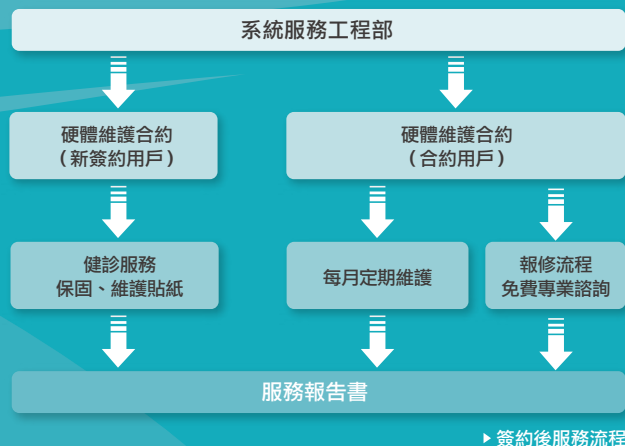 系統服務工程部
硬體維護合約
（新簽約用戶）
硬體維護合約
（合約用戶）
健診服務
保固、維護貼紙
每月定期維護
報修流程
免費專業諮詢
服務報告書
▶ 簽約後服務流程